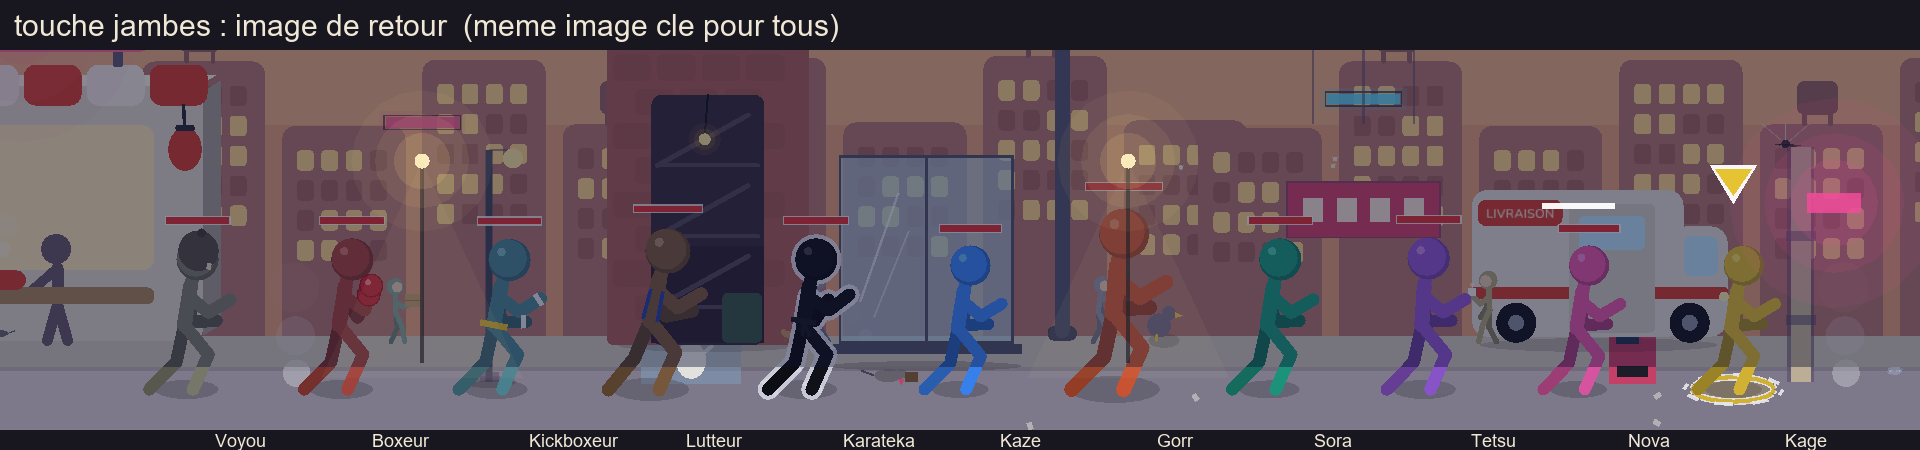 touche jambes : image de retour (meme image cle pour tous)
LIVRAISON
Voyou Boxeur Kickboxeur Lutteur Karateka Kaze Gorr Sora Tetsu Nova Kage